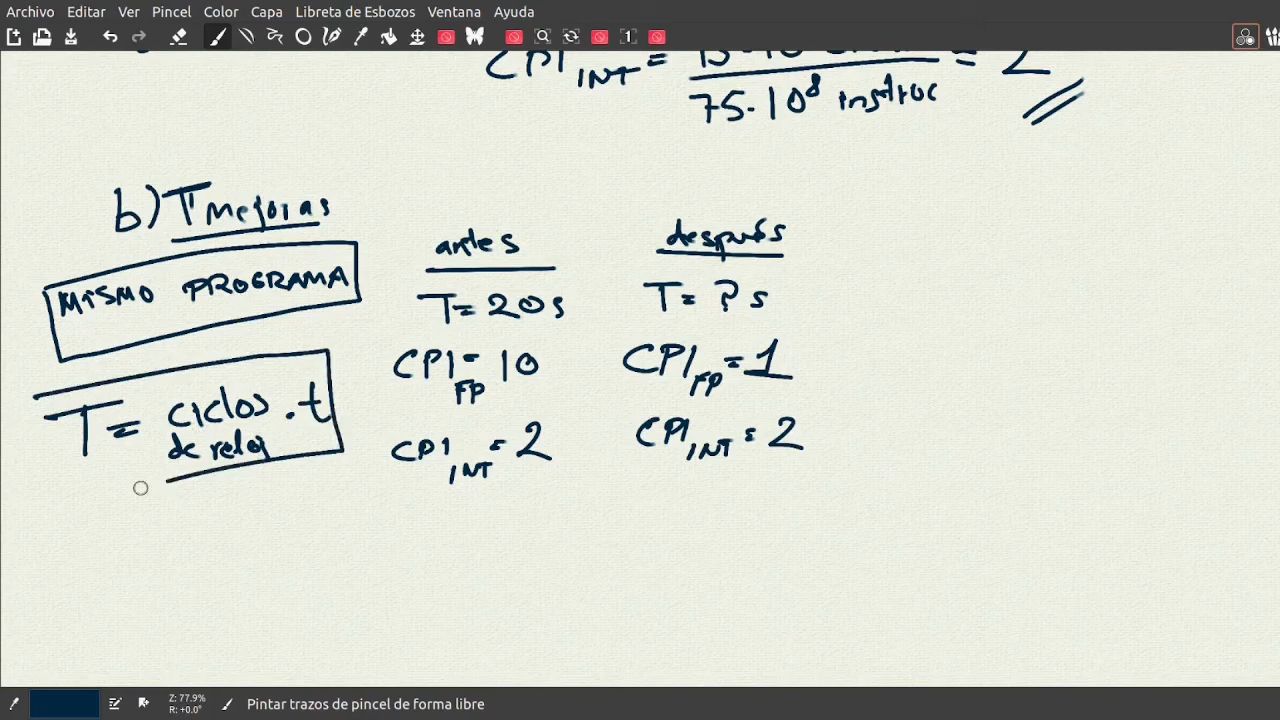 Archivo Editar Ver Pincel Color Capa Libreta de Esbozos Ventana Ayuda
CPI INT = =  2
75·10⁸ instruc
b) T mejoras
antes
después
MISMO PROGRAMA
T= 20s
T= ? s
CPI FP = 10
CPI FP = 1
T= ciclos de reloj . t
CPI INT = 2
CPI INT = 2
Z: 77.9%
R: +0.0°
Pintar trazos de pincel de forma libre